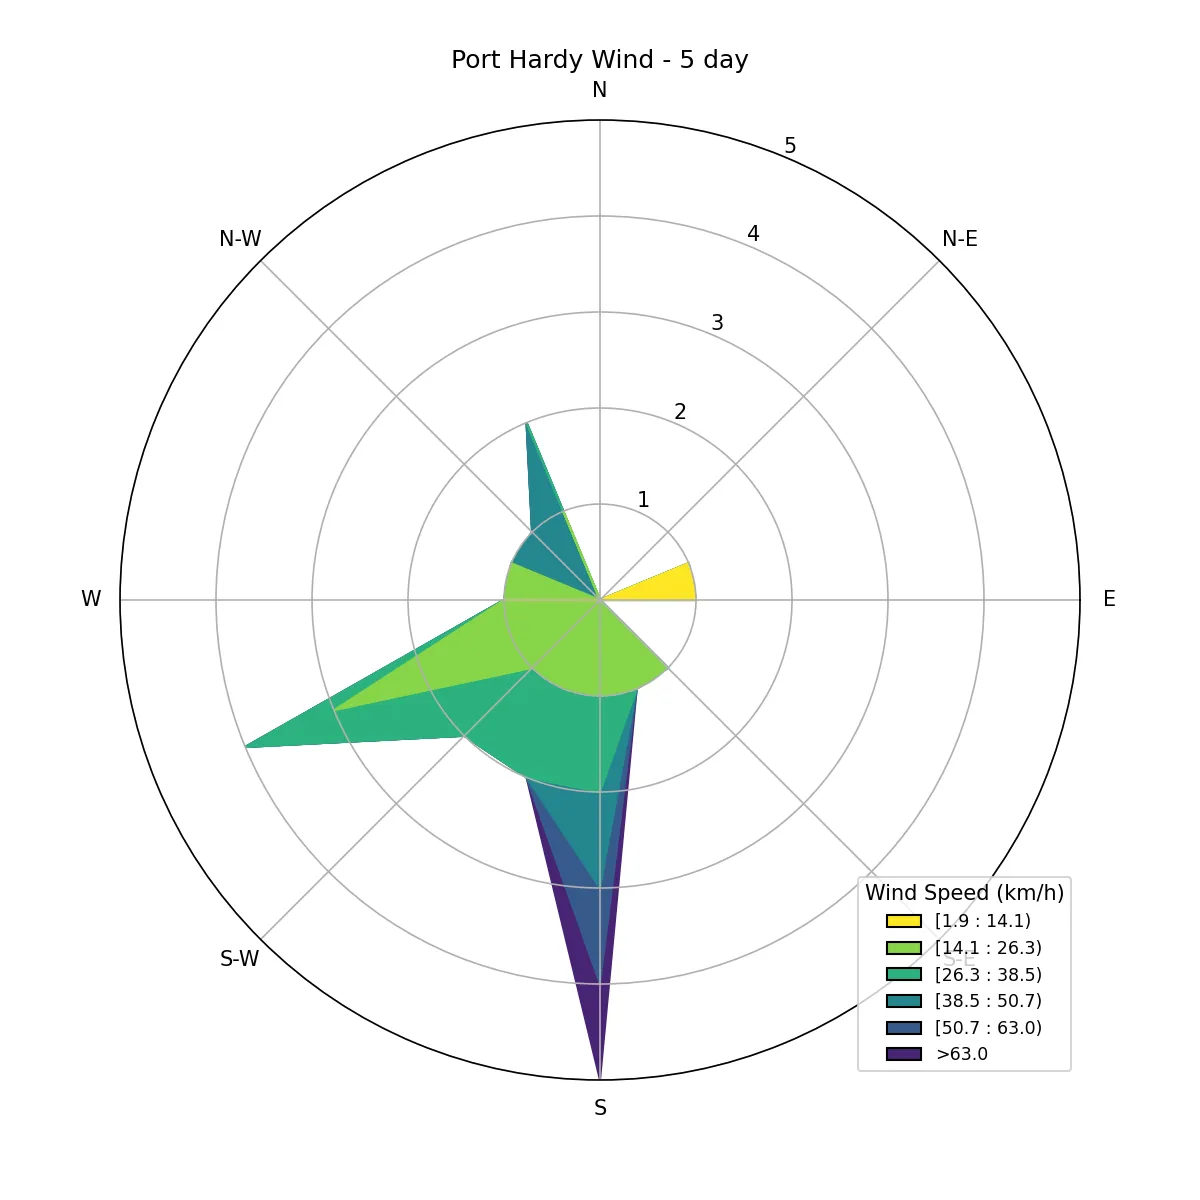 Port Hardy Wind - 5 day
N
5
N-W
N-E
4
3
2
1
W
E
S-W
S-E
Wind Speed (km/h)
[1.9 : 14.1)
[14.1 : 26.3)
[26.3 : 38.5)
[38.5 : 50.7)
[50.7 : 63.0)
>63.0
S